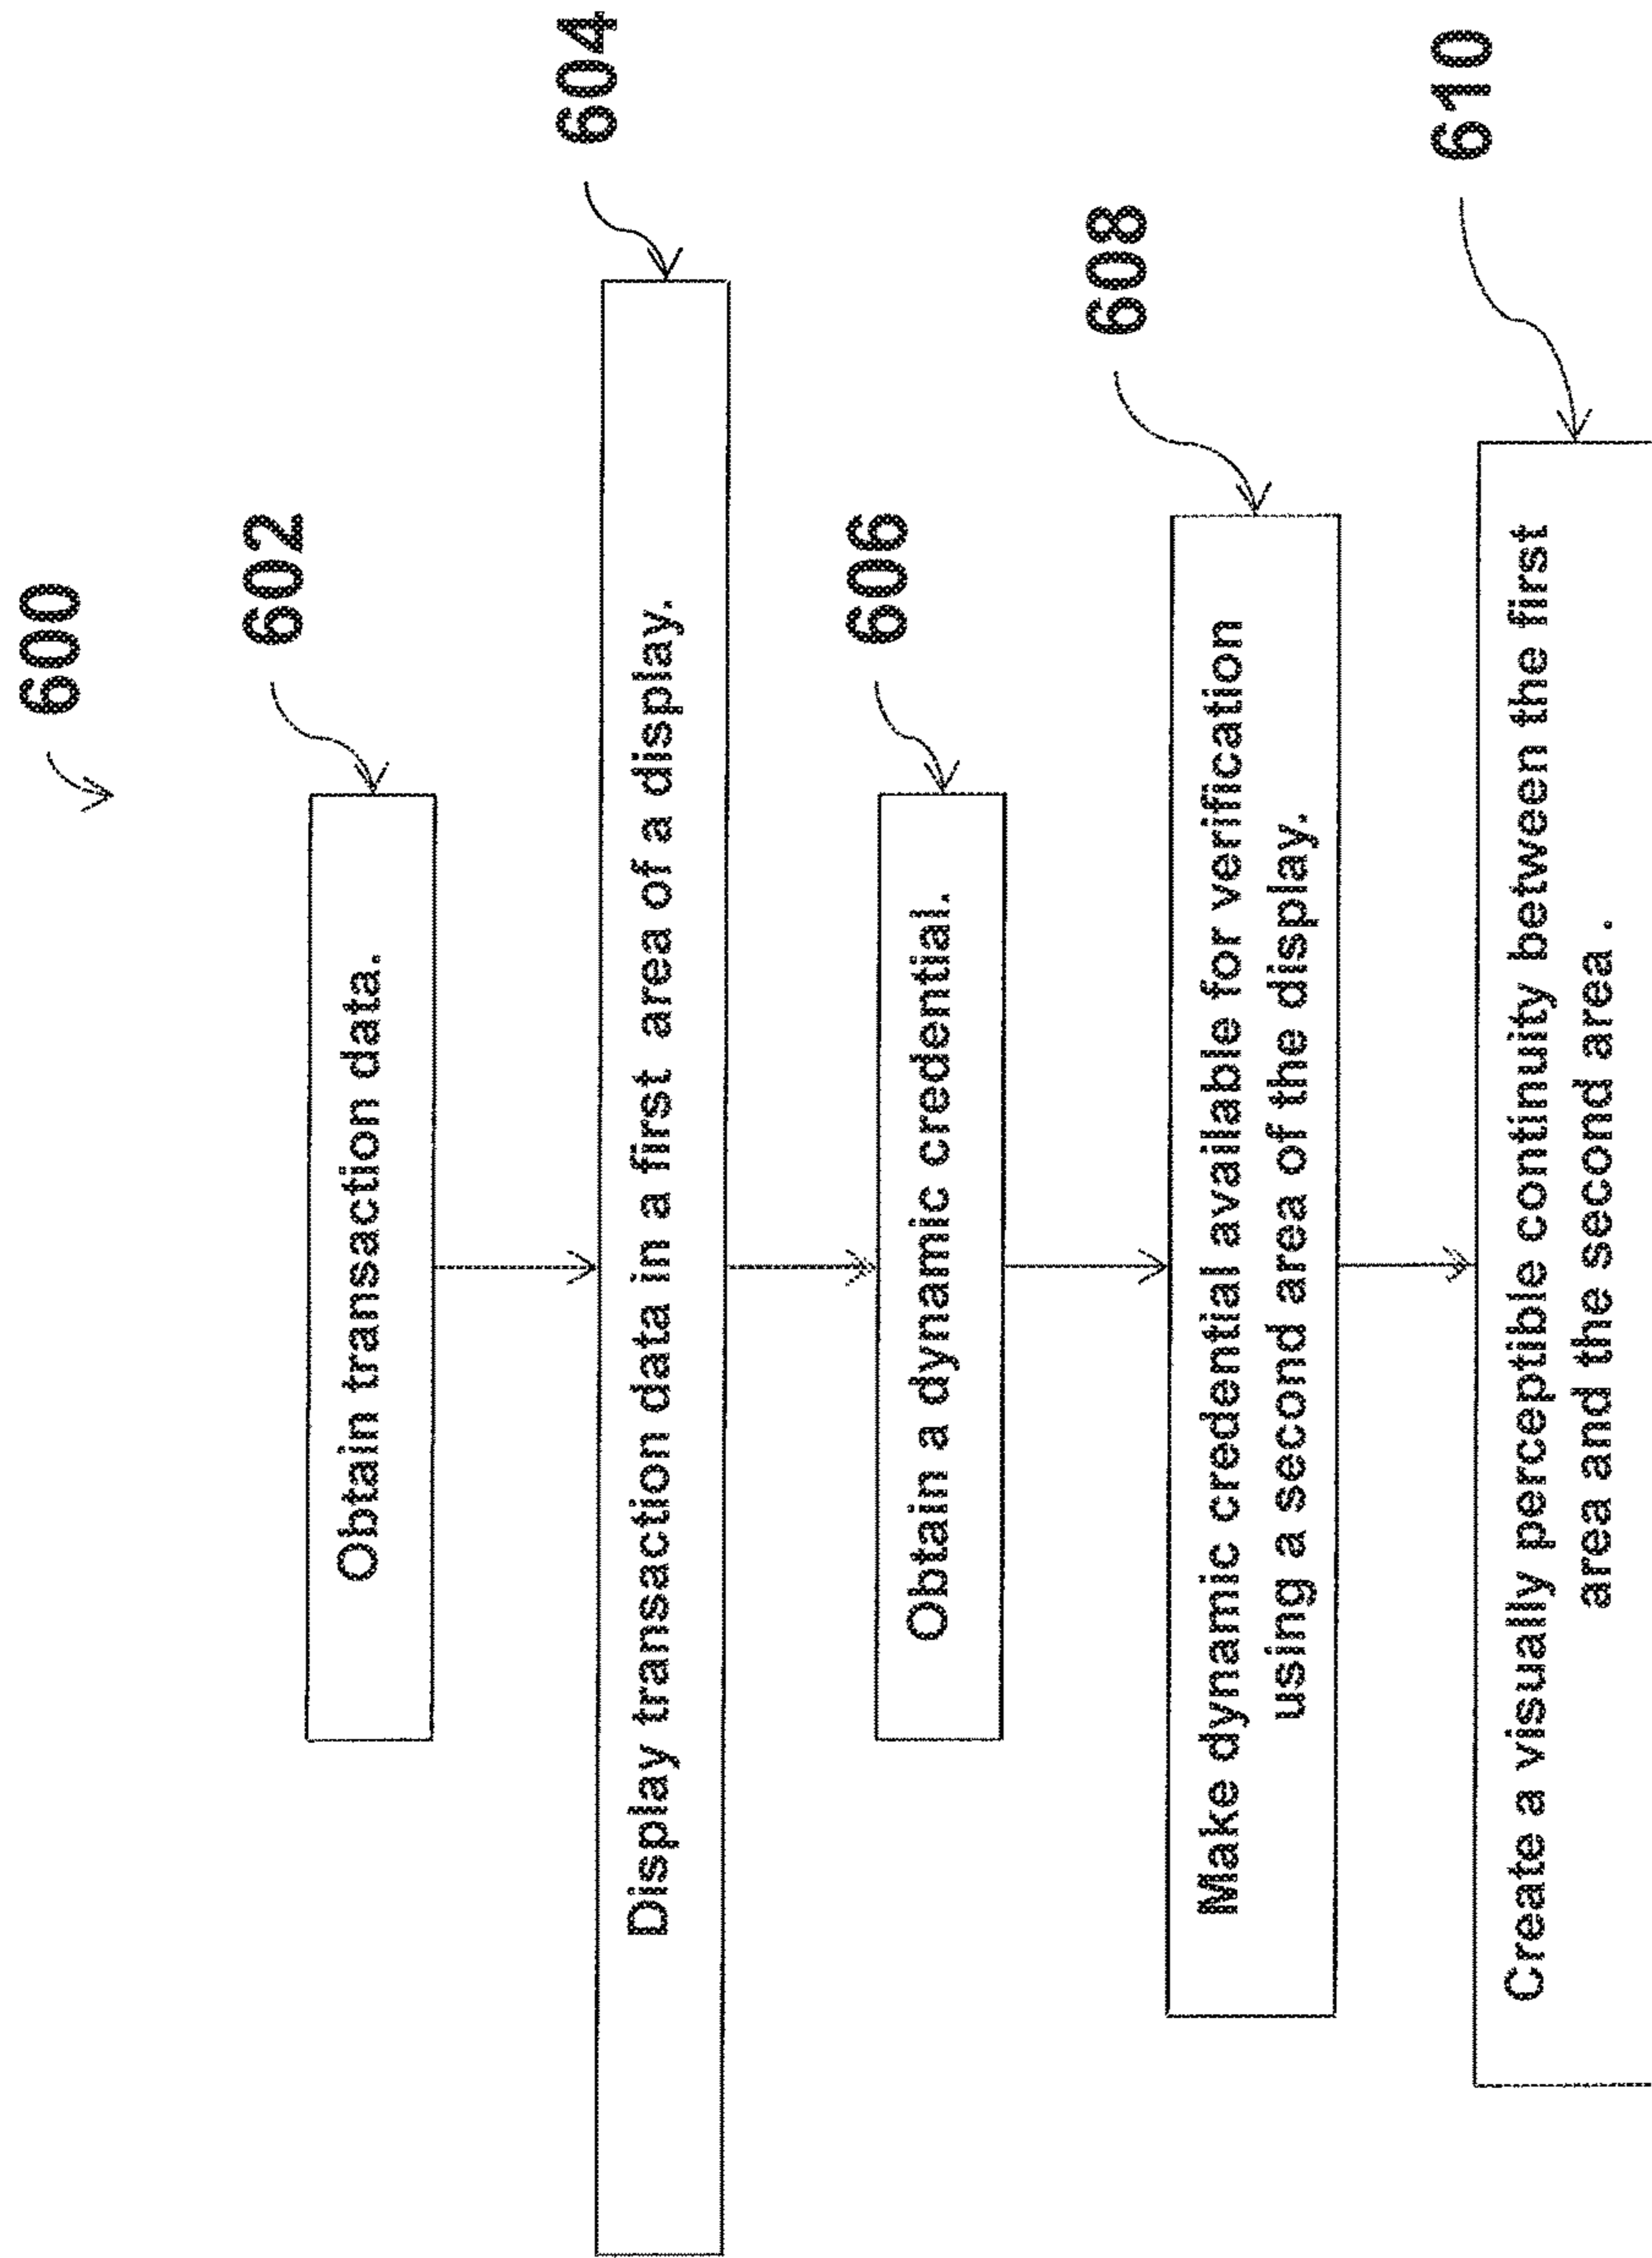 600
602
Obtain transaction data.
604
Display transaction data in a first area of a display.
606
Obtain a dynamic credential.
608
Make dynamic credential available for verification
using a second area of the display.
610
Create a visually perceptible continuity between the first
area and the second area .